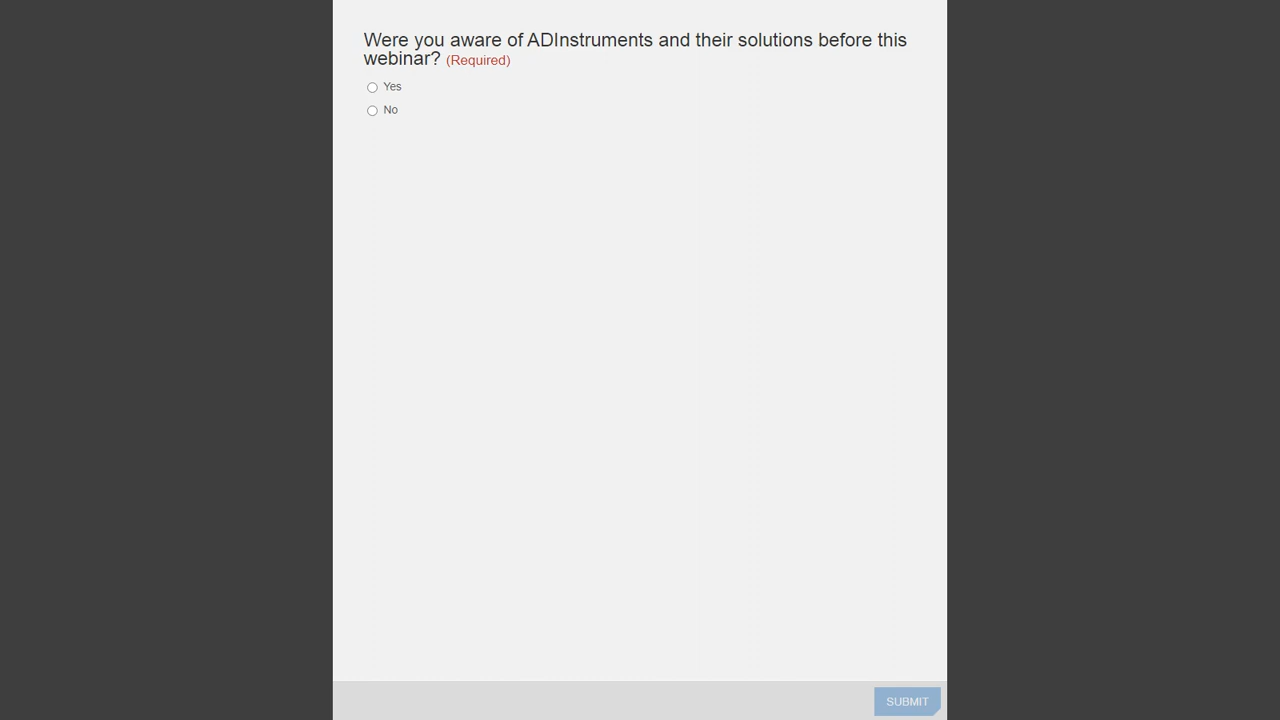 Were you aware of ADInstruments and their solutions before this
webinar? (Required)
Yes
No
SUBMIT